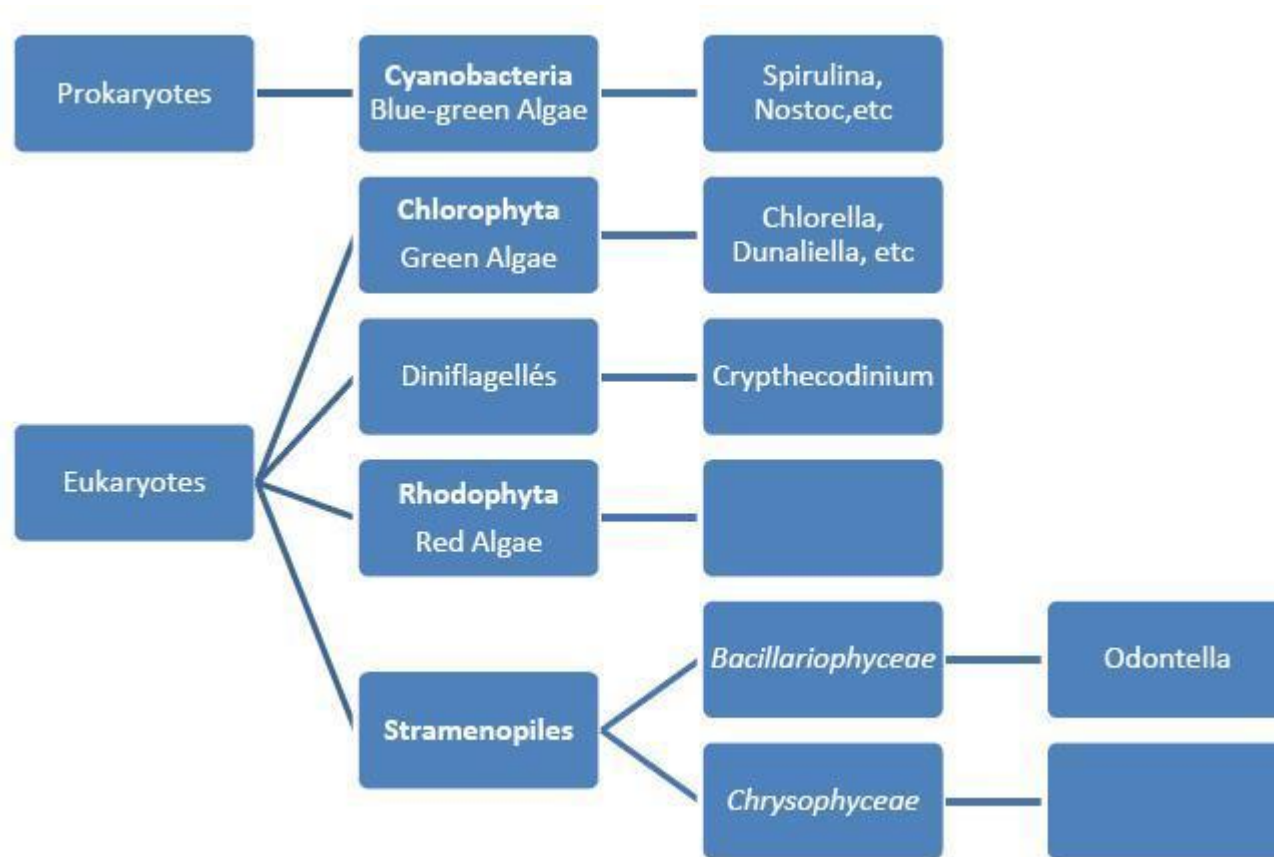 Prokaryotes
Cyanobacteria
Blue-green Algae
Spirulina,
Nostoc,etc
Chlorophyta
Green Algae
Chlorella,
Dunaliella, etc
Diniflagellés
Crypthecodinium
Eukaryotes
Rhodophyta
Red Algae
Stramenopiles
Bacillariophyceae
Odontella
Chrysophyceae